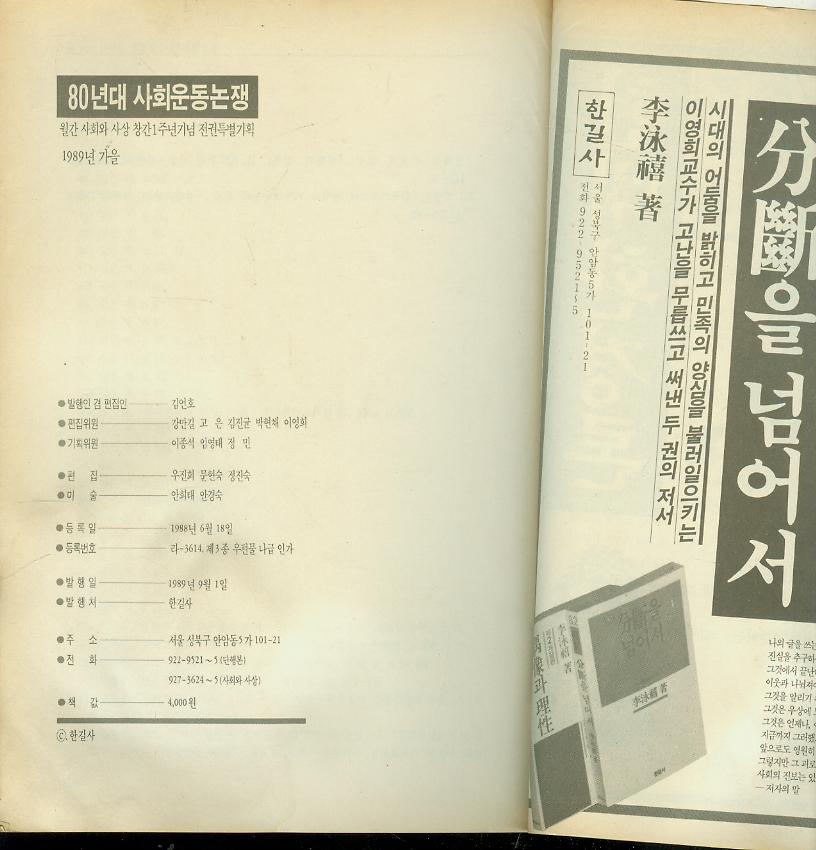 80년대 사회운동논쟁
월간 사회와 사상 창간1주년기념 전권특별기획
1989년 가을
●발행인 겸 편집인 김언호
●편집위원 강만길 고 은 김진균 박현채 이영희
●기획위원 이종석 임영태 정 민
●편 집 우진희 문헌숙 정진숙
●미 술 안희태 안경숙
●등 록 일 1988년 6월 18일
●등록번호 라-3614. 제3종 우편물 나급 인가
●발 행 일 1989년 9월 1일
●발 행 처 한길사
●주 소 서울 성북구 안암동5가 101-21
●전 화 922-9521~5(단행본)
927-3624~5(사회와 사상)
●책 값 4,000원
ⓒ, 한길사
分斷을 넘어서
시대의 어둠을 밝히고 민족의 양심을 불러일으키는
이영희교수가 고난을 무릅쓰고 써낸 두 권의 저서
李泳禧 著
한길사
서울 성북구 안암동5가 101-21
전화 922-9521~5
分斷을
넘어서
李泳禧 著
한길사
分斷을 넘어서
李泳禧 著
偶像과 理性
나의 글을 쓰는
진실을 추구하
그것에서 끝난
이웃과 나눠져야
그것을 알리기
그것은 우상에
그것은 언제나,
지금까지 그러했
앞으로도 영원히
그렇지만 그 괴로
사회의 진보는 있
― 저자의 말